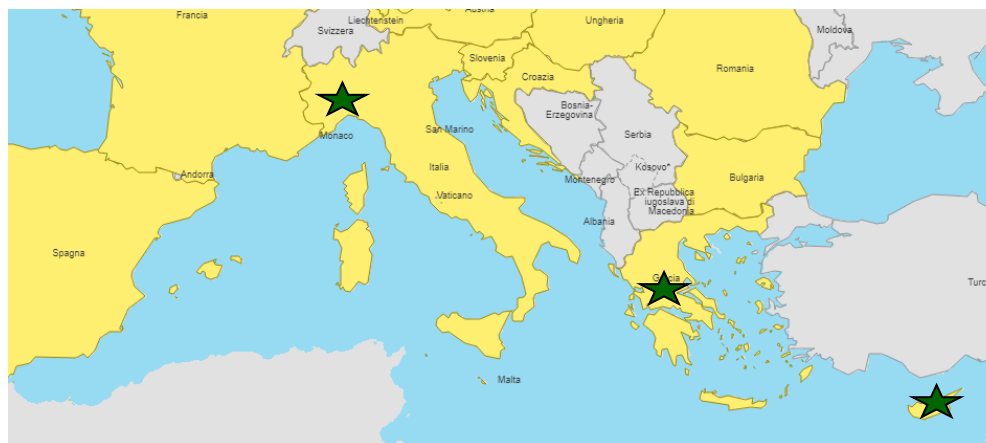 Francia
Austria
Liechtenstein
Svizzera
Ungheria
Moldova
Slovenia
Croazia
Romania
Bosnia-
Erzegovina
Monaco
San Marino
Serbia
Italia
Kosovo*
Andorra
Montenegro
Bulgaria
Vaticano
Ex Repubblica
iugoslava di
Macedonia
Albania
Spagna
Turc
Malta